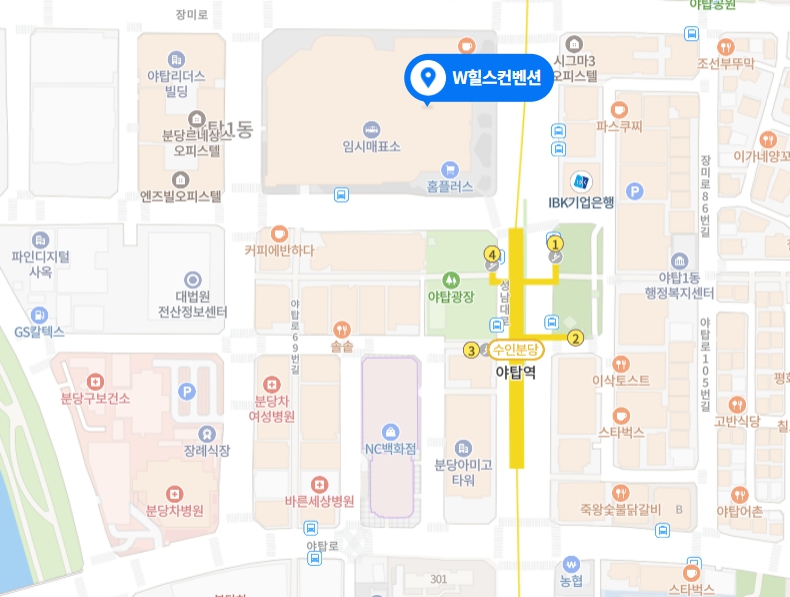 장미로
야탑공원
야탑리더스
빌딩
W힐스컨벤션
시그마3
오피스텔
조선부뚜막
파스쿠찌
분당르네상스
오피스텔
탑1동
임시매표소
이가네양꼬
장미로86번길
홈플러스
P
엔즈빌오피스텔
IBK
IBK기업은행
커피에반하다
4
1
파인디지털
사옥
야탑광장
성남대로
야탑1동
행정복지센터
대법원
전산정보센터
GS칼텍스
야탑로69번길
솔솥
3
수인분당
2
야탑역
야탑로105번길
이삭토스트
분당구보건소
P
분당차
여성병원
평화
고반식당
스타벅스
칠
장례식장
NC백화점
분당아미고
타워
바른세상병원
분당차병원
죽왕숯불닭갈비
B
야탑어촌
야탑로
301
농협
스타벅스